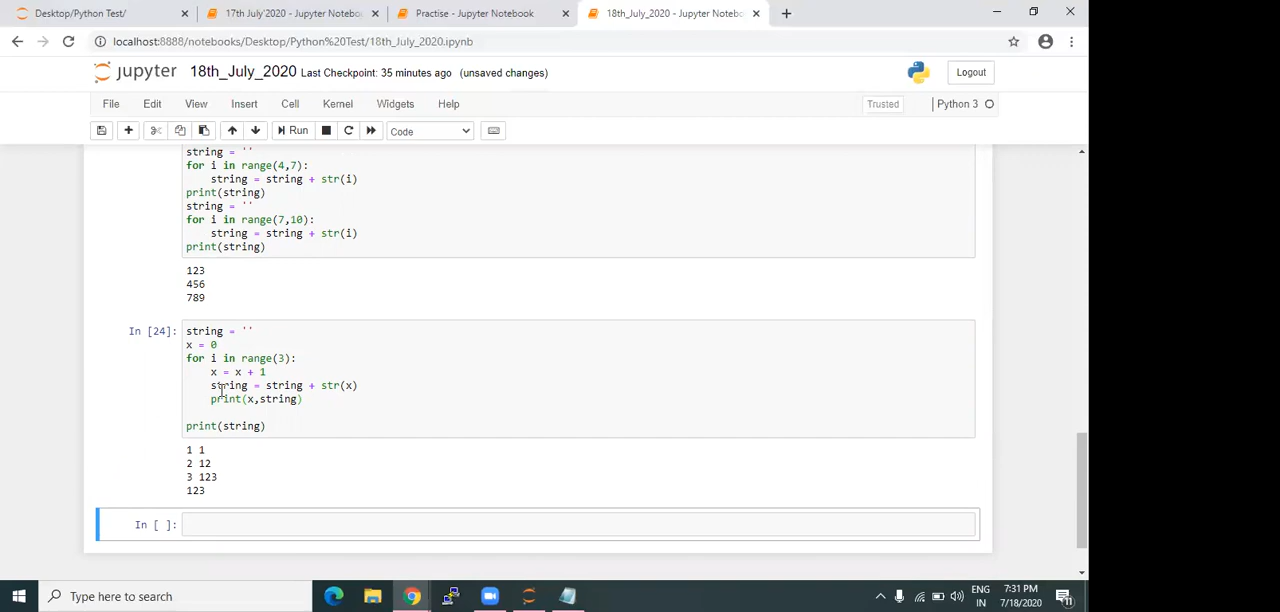 Desktop/Python Test/ × 17th July'2020 - Jupyter Notebo × Practise - Jupyter Notebook × 18th_July_2020 - Jupyter Notebo ×
localhost:8888/notebooks/Desktop/Python%20Test/18th_July_2020.ipynb
jupyter 18th_July_2020 Last Checkpoint: 35 minutes ago (unsaved changes) Logout
File Edit View Insert Cell Kernel Widgets Help Trusted Python 3
Run Code
string = ''
for i in range(4,7):
string = string + str(i)
print(string)
string = ''
for i in range(7,10):
string = string + str(i)
print(string)
123
456
789
In [24]: string = ''
x = 0
for i in range(3):
x = x + 1
string = string + str(x)
print(x,string)
print(string)
1 1
2 12
3 123
123
In [ ]:
Type here to search
ENG
IN
7:31 PM
7/18/2020
11